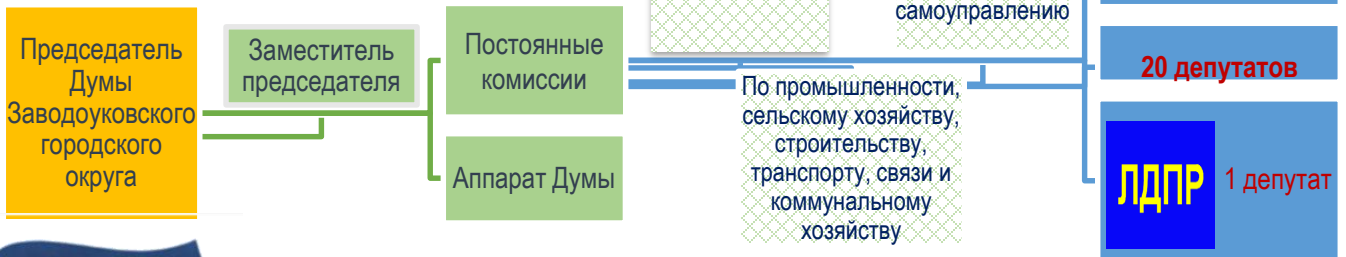 Председатель
Думы
Заводоуковского
городского
округа
Заместитель
председателя
Постоянные
комиссии
Аппарат Думы
самоуправлению
По промышленности,
сельскому хозяйству,
строительству,
транспорту, связи и
коммунальному
хозяйству
20 депутатов
ЛДПР
1 депутат